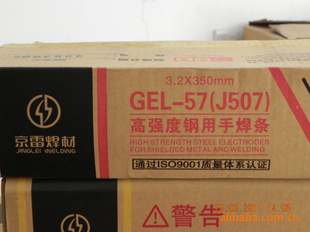 3.2X350mm
GEL-57(J507)
高强度钢用手焊条
HIGH STRENGTH STEEL ELECTRODES
FOR SHIELDED METAL ARC WELDING
通过ISO9001质量体系认证
京雷焊材
JINGLEI WELDING
警告